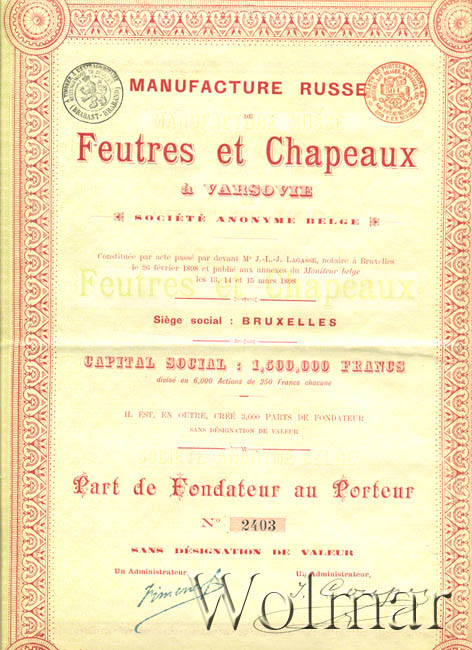 MANUFACTURE RUSSE
DE
Feutres et Chapeaux
à VARSOVIE
SOCIÉTÉ ANONYME BELGE
Constituée par acte passé par devant Me J.-L.-J. LAGASSE, notaire à Bruxelles
le 26 février 1898 et publié aux annexes du Moniteur belge
les 13, 14 et 15 mars 1898
Feutres et Chapeaux
Siège social : BRUXELLES
CAPITAL SOCIAL : 1,500,000 FRANCS
divisé en 6,000 Actions de 250 Francs chacune
IL EST, EN OUTRE, CRÉÉ 3,000 PARTS DE FONDATEUR
SANS DÉSIGNATION DE VALEUR
Part de Fondateur au Porteur
No 2403
SANS DÉSIGNATION DE VALEUR
Un Administrateur, Un Administrateur,
Wolmar